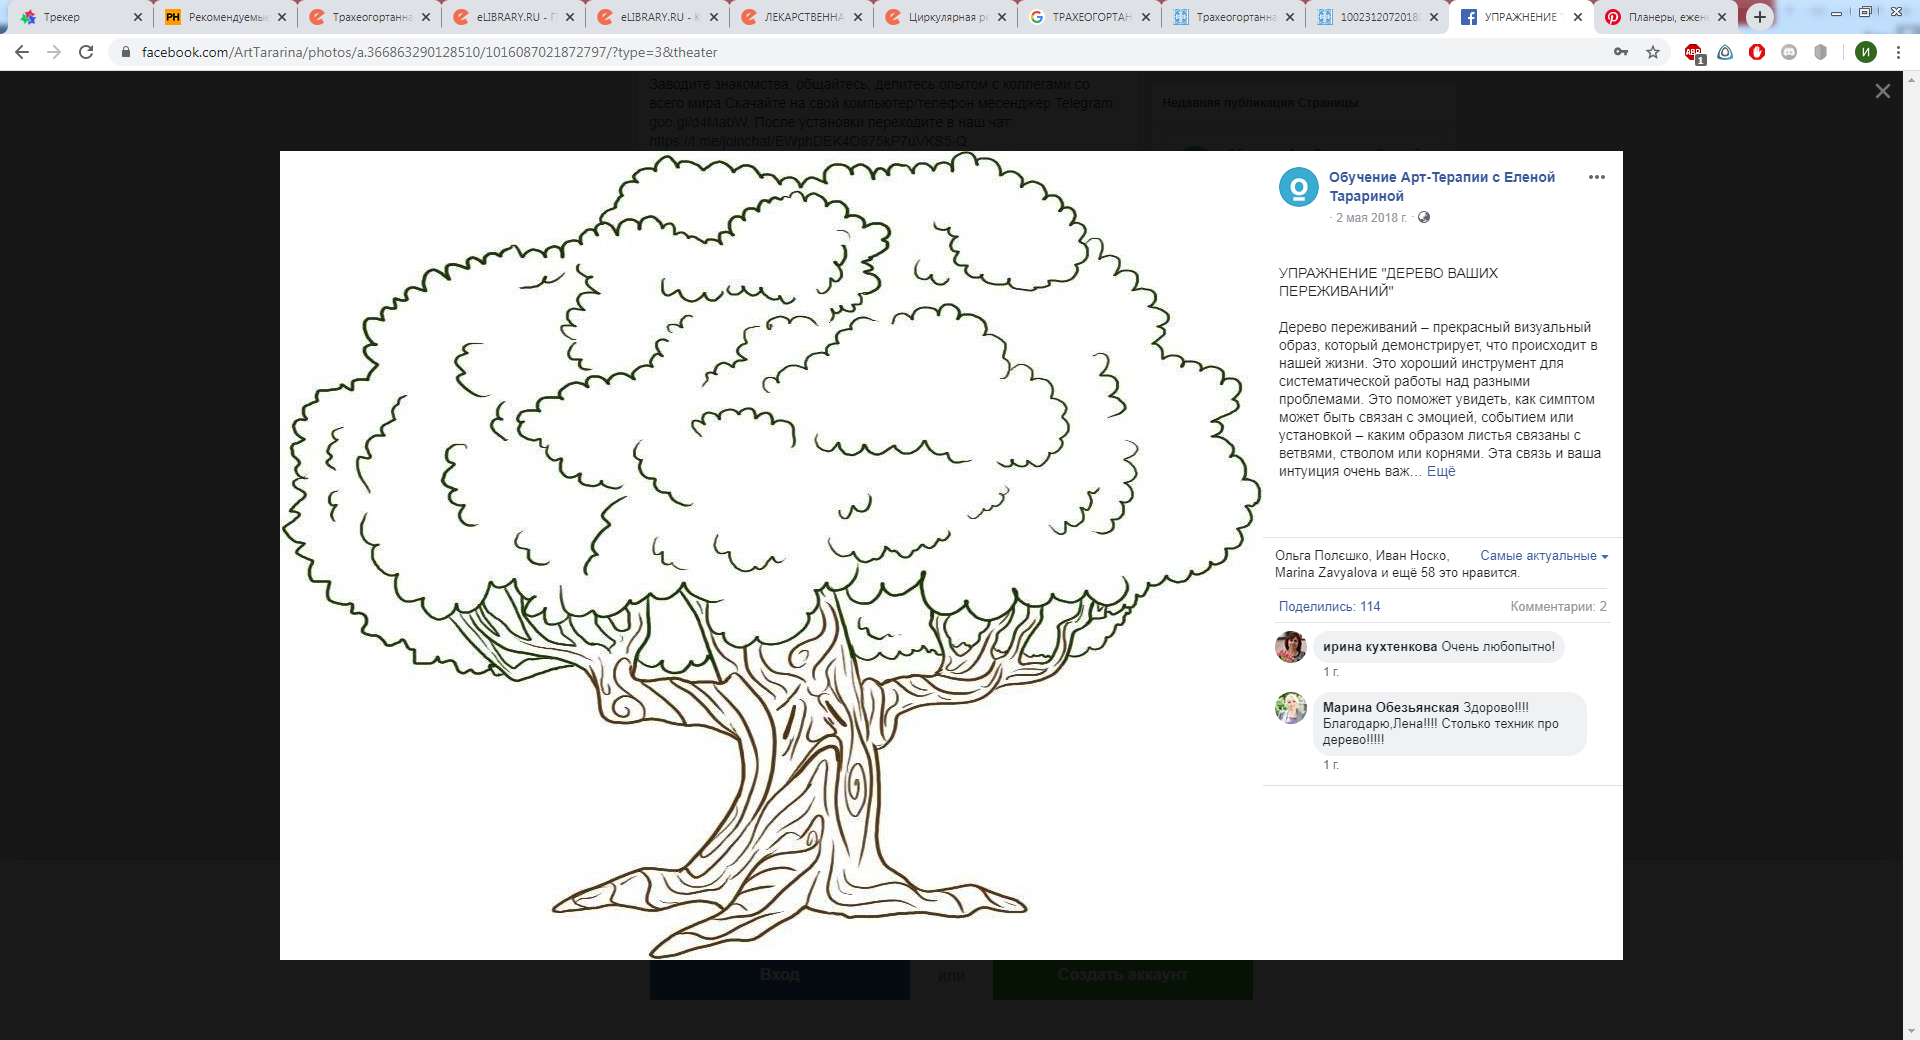 Трекер
Рекомендуемы
Трахеогортанна
eLIBRARY.RU - П
eLIBRARY.RU - К
ЛЕКАРСТВЕННА
Циркулярная ре
ТРАХЕОГОРТАН
Трахеогортанна
10023120720180
УПРАЖНЕНИЕ "
Планеры, ежен
facebook.com/ArtTararina/photos/a.366863290128510/1016087021872797/?type=3&theater
Заводите знакомства, общайтесь, делитесь опытом с коллегами со
всего мира.Скачайте на свой компьютер/телефон месенджер Telegram:
goo.gl/d4MabW. После установки переходите в наш чат:
Недавняя публикация Страницы
Обучение Арт-Терапии с Еленой
Тарариной
· 2 мая 2018 г. ·
УПРАЖНЕНИЕ "ДЕРЕВО ВАШИХ
ПЕРЕЖИВАНИЙ"
Дерево переживаний – прекрасный визуальный
образ, который демонстрирует, что происходит в
нашей жизни. Это хороший инструмент для
систематической работы над разными
проблемами. Это поможет увидеть, как симптом
может быть связан с эмоцией, событием или
установкой – каким образом листья связаны с
ветвями, стволом или корнями. Эта связь и ваша
интуиция очень важ… Ещё
Ольга Полєшко, Иван Носко,
Marina Zavyalova и ещё 58 это нравится.
Самые актуальные
Поделились: 114
Комментарии: 2
ирина кухтенкова Очень любопытно!
1 г.
Марина Обезьянская Здорово!!!!
Благодарю,Лена!!!! Столько техник про
дерево!!!!!
1 г.
Вход
или
Создать аккаунт